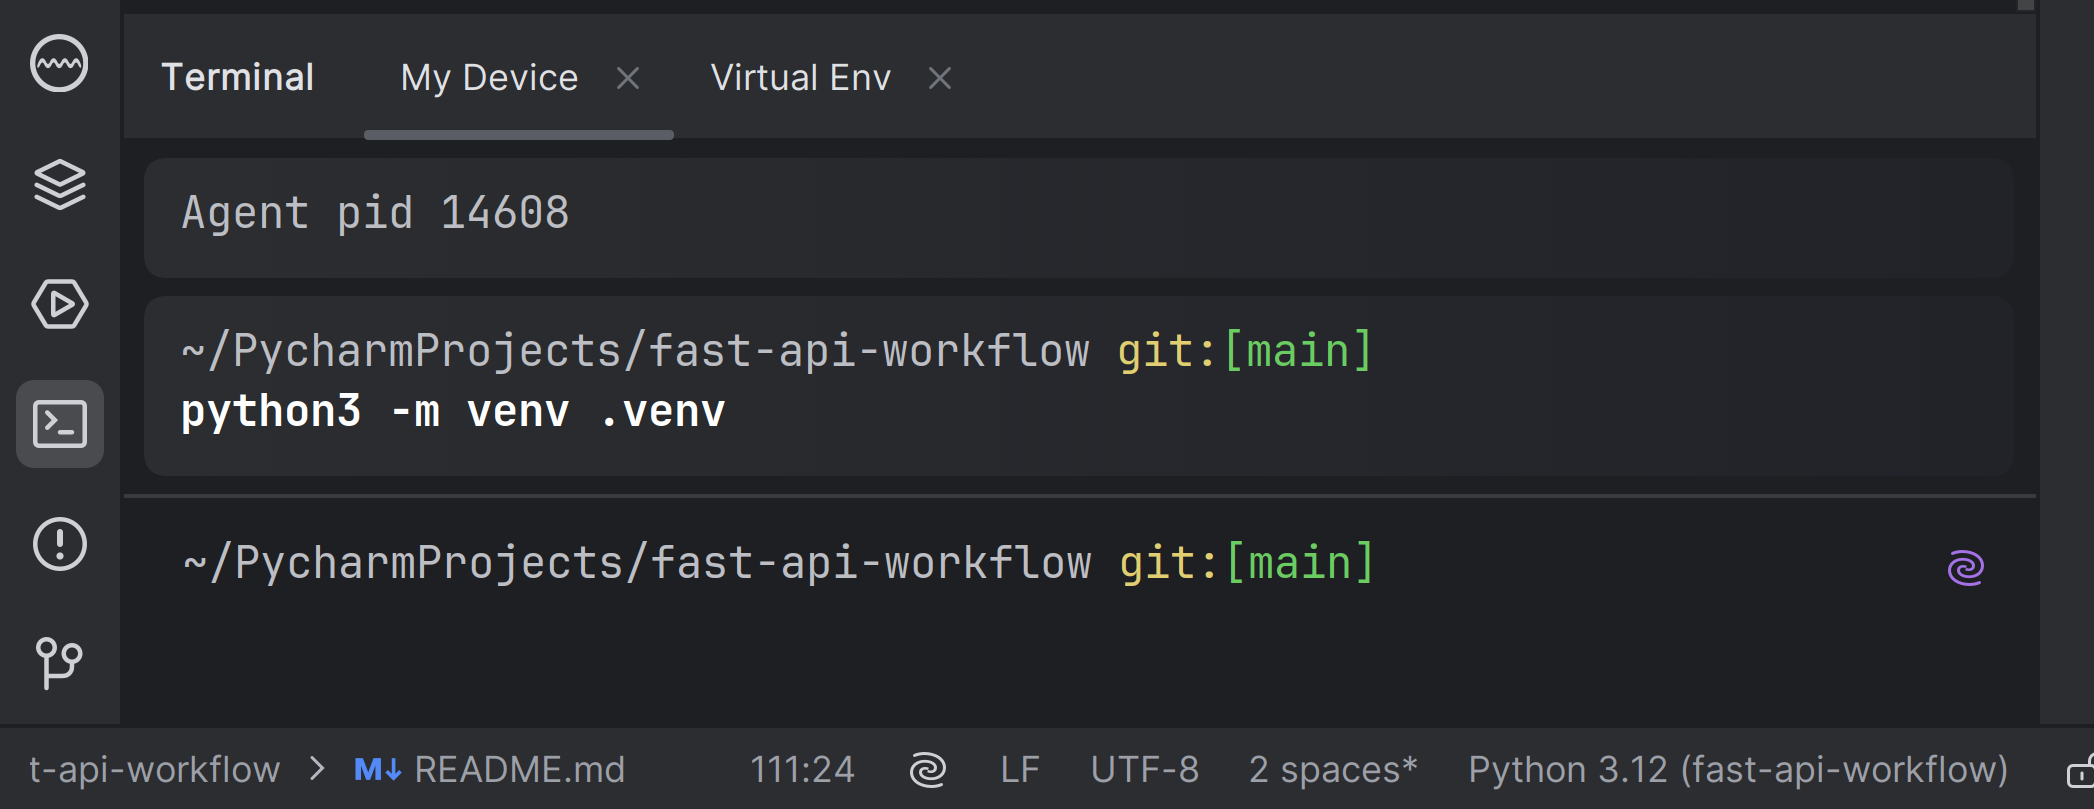 Terminal My Device Virtual Env
Agent pid 14608
~/PycharmProjects/fast-api-workflow git:[main]
python3 -m venv .venv
~/PycharmProjects/fast-api-workflow git:[main]
t-api-workflow > M↓ README.md 111:24 LF UTF-8 2 spaces* Python 3.12 (fast-api-workflow)